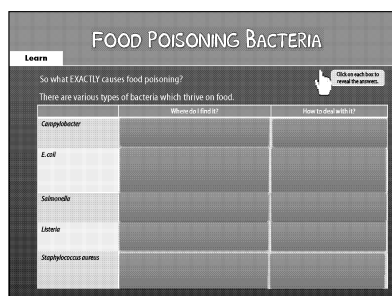 FOOD POISONING BACTERIA
Learn
So what EXACTLY causes food poisoning?
Click on each box to
reveal the answers.
There are various types of bacteria which thrive on food.
Where do I find it?
How to deal with it?
Campylobacter
E.coli
Salmonella
Listeria
Staphylococcus aureus